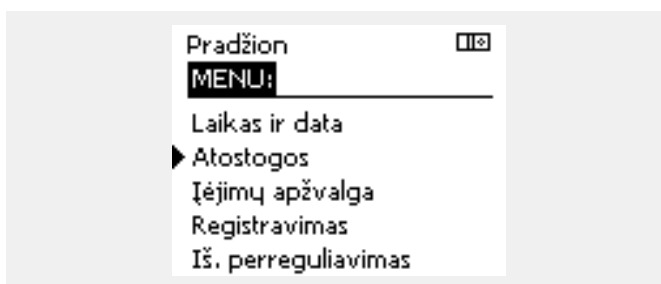 Pradžion
MENU:
Laikas ir data
Atostogos
Įėjimų apžvalga
Registravimas
Iš. perreguliavimas